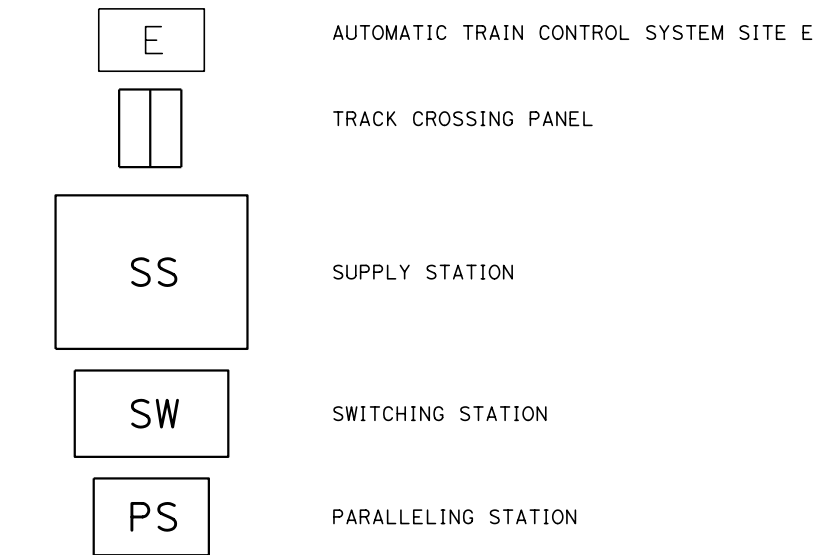 E AUTOMATIC TRAIN CONTROL SYSTEM SITE E
TRACK CROSSING PANEL
SS SUPPLY STATION
SW SWITCHING STATION
PS PARALLELING STATION